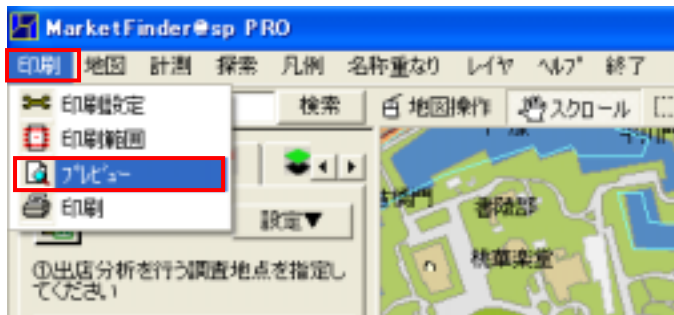 MarketFinder@sp PRO
印刷 地図 計測 探索 凡例 名称重なり レイヤ ヘルプ 終了
印刷設定
検索
地図操作
スクロール
印刷範囲
プレビュー
印刷
設定▼
書陵部
桃華楽堂
①出店分析を行う調査地点を指定し
てください